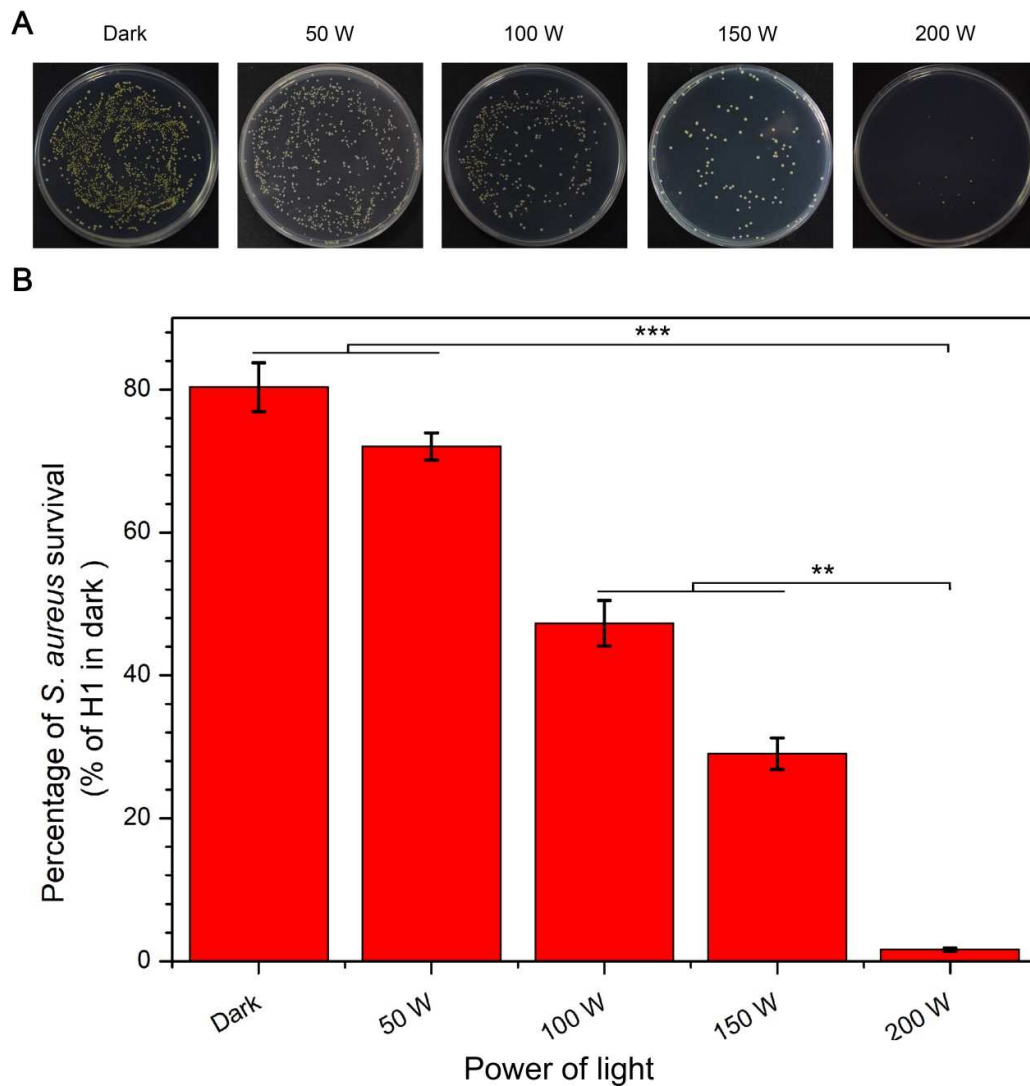 A
Dark 50 W 100 W 150 W 200 W
B
***
**
80
60
40
20
0
Percentage of S. aureus survival
(% of H1 in dark )
Dark 50 W 100 W 150 W 200 W
Power of light